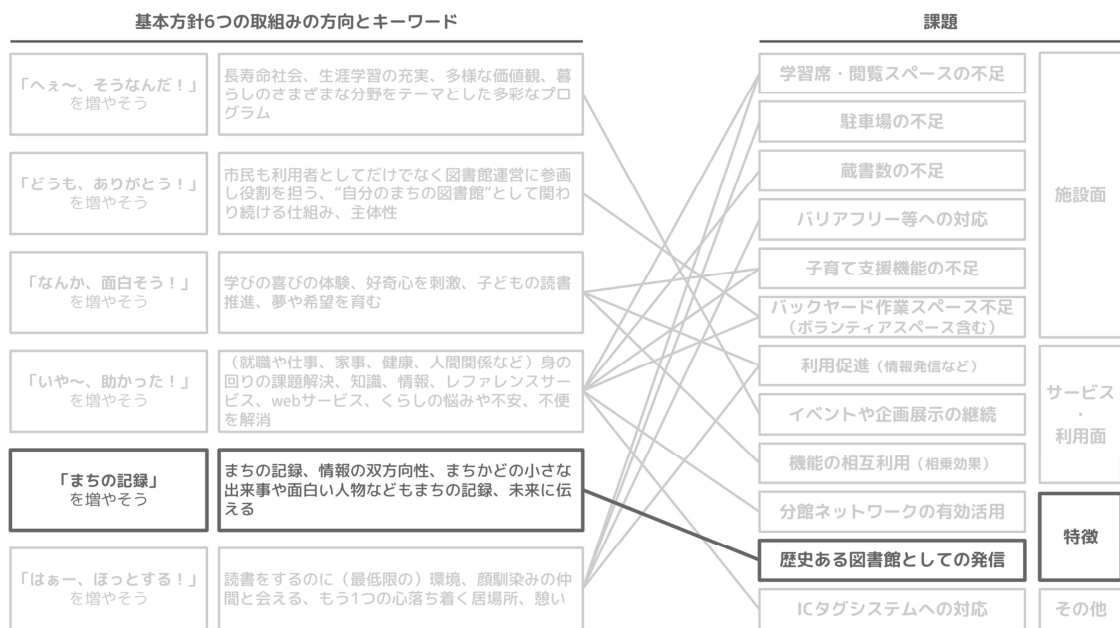 基本方針6つの取組みの方向とキーワード
「へぇ〜、そうなんだ！」
を増やそう
長寿命社会、生涯学習の充実、多様な価値観、暮
らしのさまざまな分野をテーマとした多彩なプロ
グラム
「どうも、ありがとう！」
を増やそう
市民も利用者としてだけでなく図書館運営に参画
し役割を担う、“自分のまちの図書館”として関わ
り続ける仕組み、主体性
「なんか、面白そう！」
を増やそう
学びの喜びの体験、好奇心を刺激、子どもの読書
推進、夢や希望を育む
「いや〜、助かった！」
を増やそう
（就職や仕事、家事、健康、人間関係など）身の
回りの課題解決、知識、情報、レファレンスサー
ビス、webサービス、くらしの悩みや不安、不便
を解消
「まちの記録」
を増やそう
まちの記録、情報の双方向性、まちかどの小さな
出来事や面白い人物などもまちの記録、未来に伝
える
「はぁー、ほっとする！」
を増やそう
読書をするのに（最低限の）環境、顔馴染みの仲
間と会える、もう1つの心落ち着く居場所、憩い
課題
学習席・閲覧スペースの不足
駐車場の不足
蔵書数の不足
バリアフリー等への対応
子育て支援機能の不足
バックヤード作業スペース不足
（ボランティアスペース含む）
利用促進（情報発信など）
イベントや企画展示の継続
機能の相互利用（相乗効果）
分館ネットワークの有効活用
歴史ある図書館としての発信
ICタグシステムへの対応
施設面
サービス
・
利用面
特徴
その他